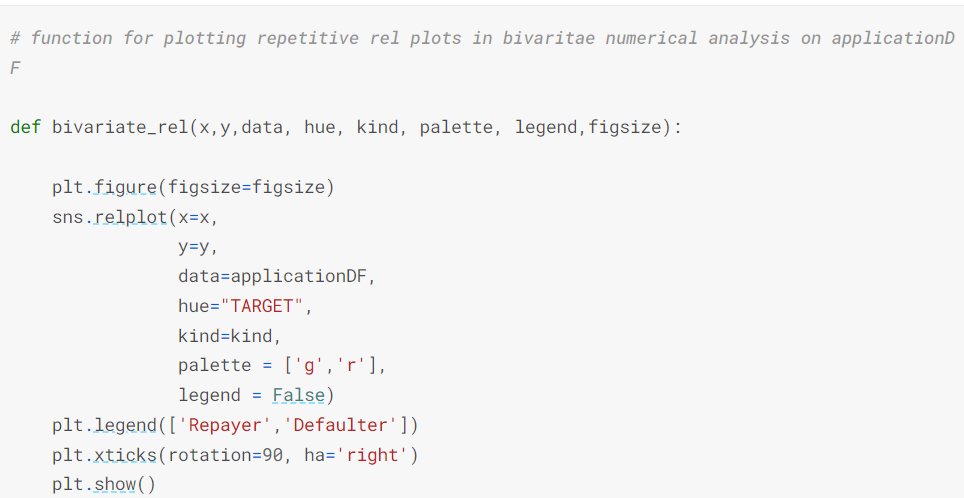 # function for plotting repetitive rel plots in bivaritae numerical analysis on applicationD
F
def bivariate_rel(x,y,data, hue, kind, palette, legend,figsize):
    plt.figure(figsize=figsize)
    sns.relplot(x=x,
                y=y,
                data=applicationDF,
                hue="TARGET",
                kind=kind,
                palette = ['g','r'],
                legend = False)
    plt.legend(['Repayer','Defaulter'])
    plt.xticks(rotation=90, ha='right')
    plt.show()